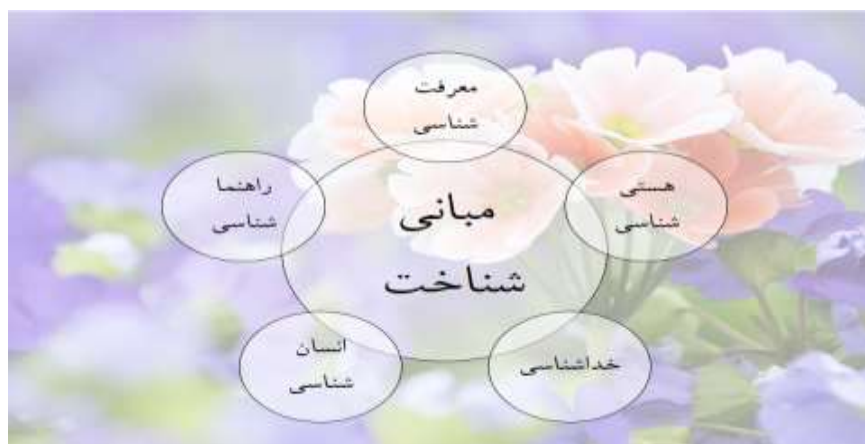 معرفت
شناسی
هستی
شناسی
راهنما
شناسی
مبانی
شناخت
خداشناسی
انسان
شناسی